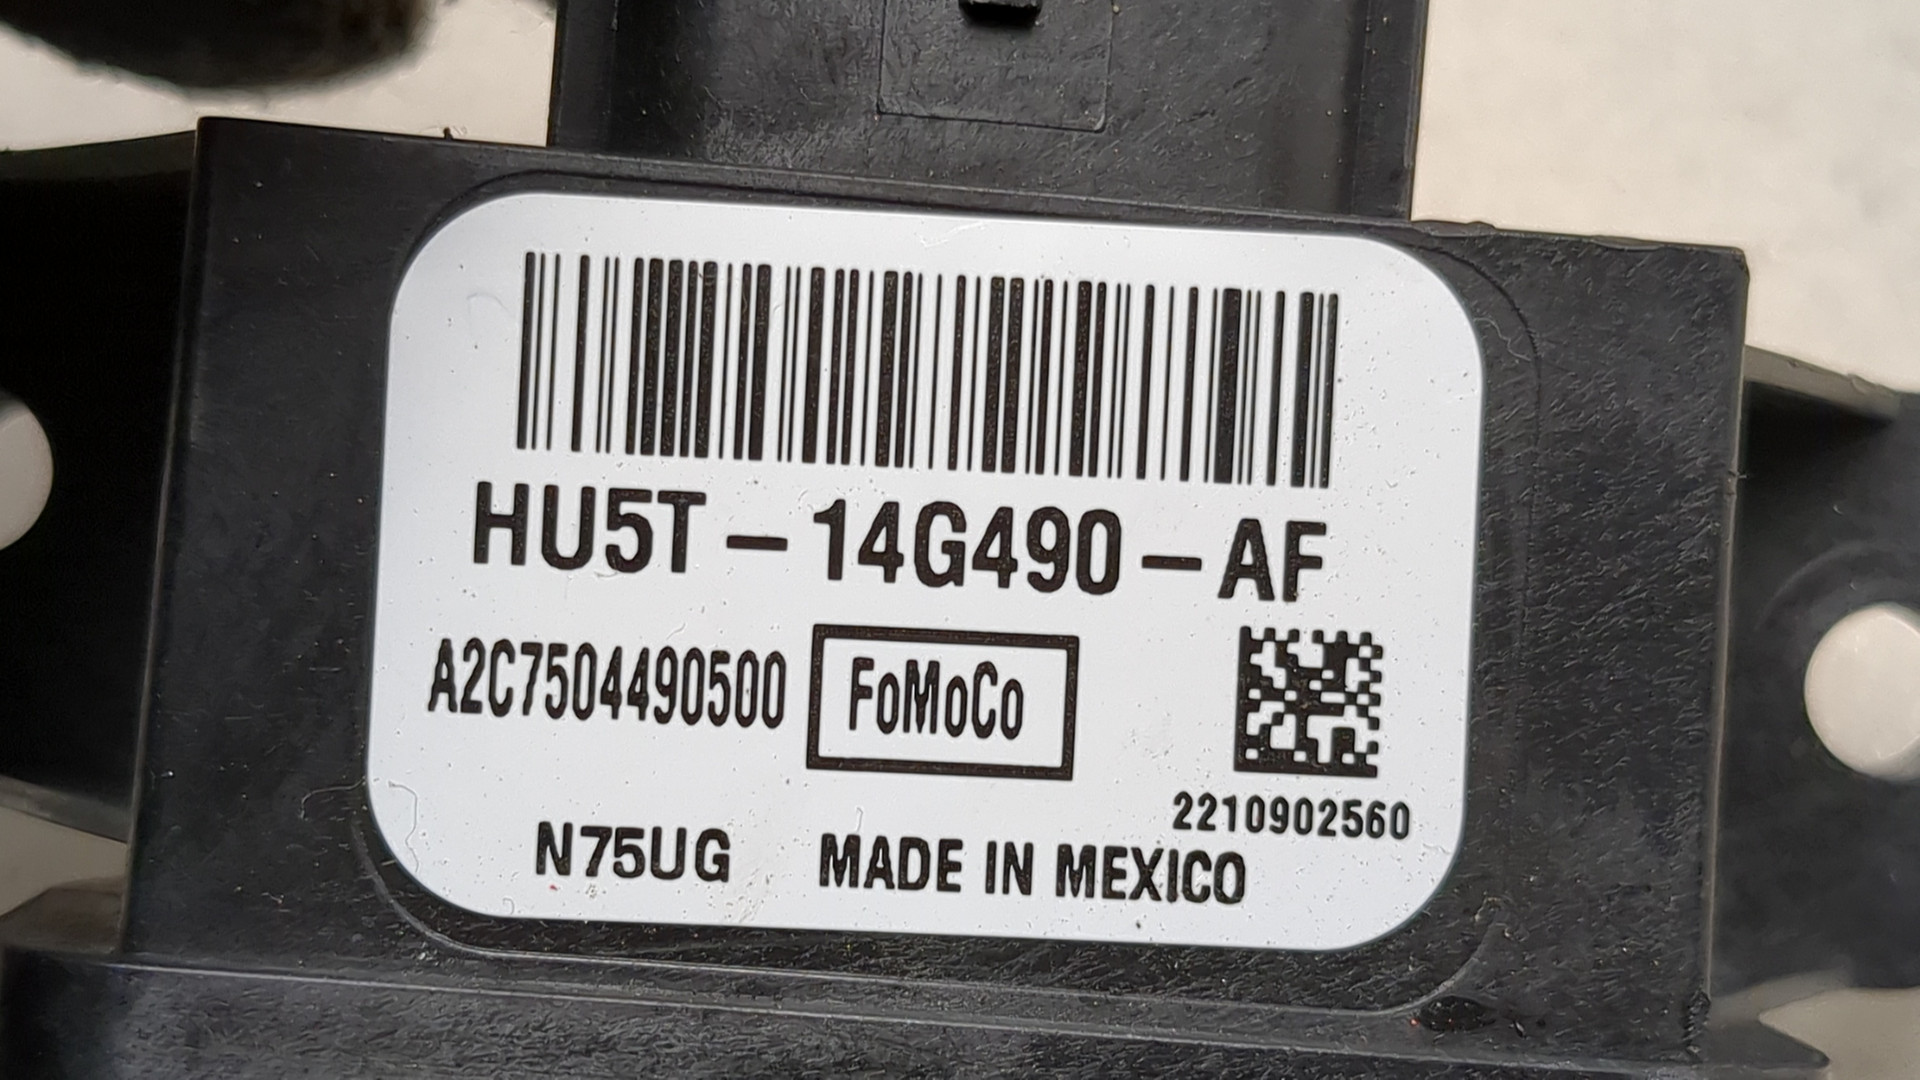 HU5T-14G490-AF
A2C7504490500 FoMoCo
2210902560
N75UG MADE IN MEXICO